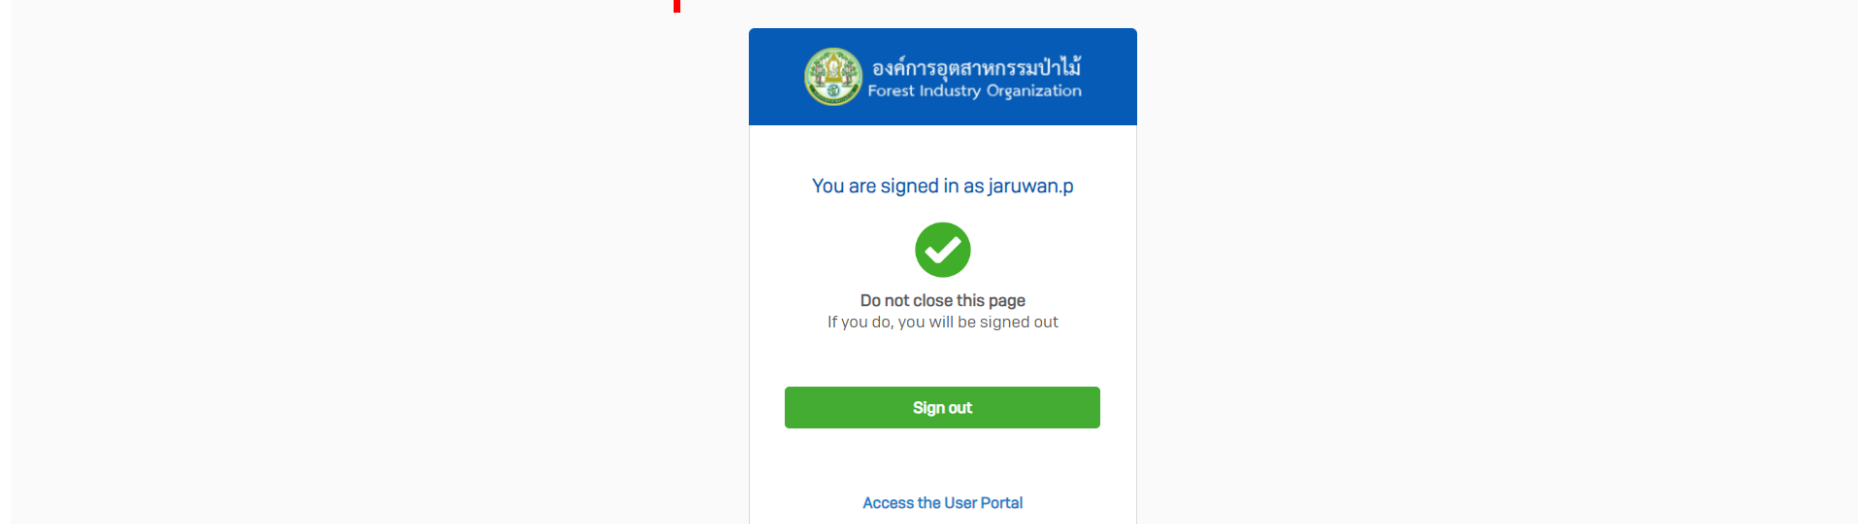 องค์การอุตสาหกรรมป่าไม้
Forest Industry Organization
You are signed in as jaruwan.p
Do not close this page
If you do, you will be signed out
Sign out
Access the User Portal